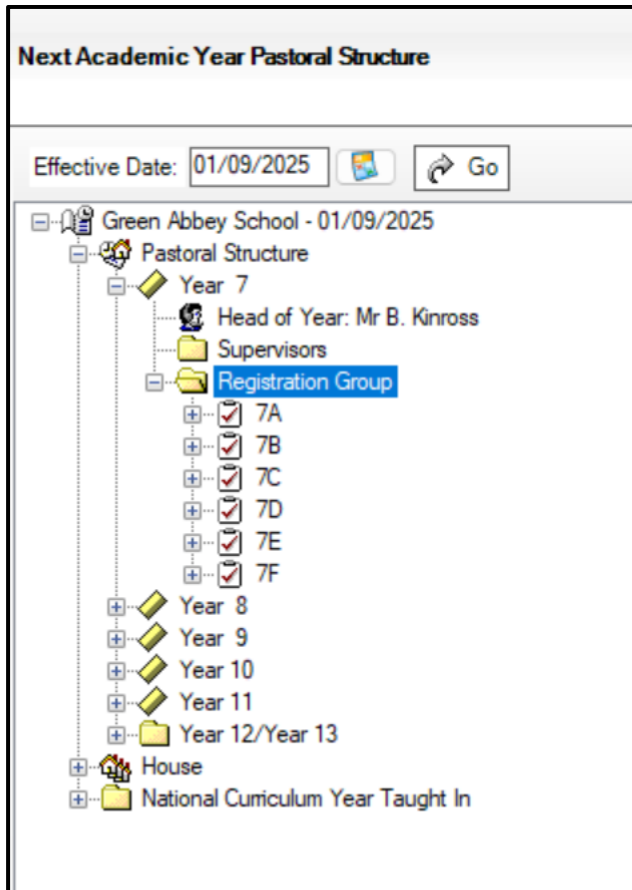 Next Academic Year Pastoral Structure
Effective Date: 01/09/2025 Go
Green Abbey School - 01/09/2025
Pastoral Structure
Year 7
Head of Year: Mr B. Kinross
Supervisors
Registration Group
7A
7B
7C
7D
7E
7F
Year 8
Year 9
Year 10
Year 11
Year 12/Year 13
House
National Curriculum Year Taught In